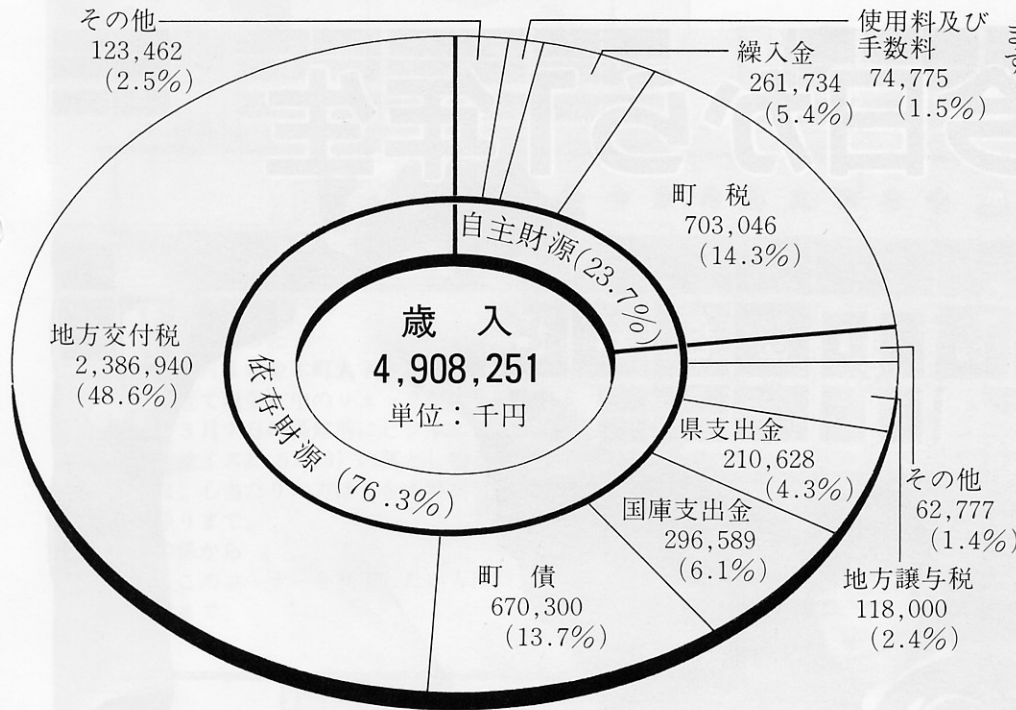 その他
123,462
(2.5%)
使用料及び
手数料
74,775
(1.5%)
繰入金
261,734
(5.4%)
町 税
703,046
(14.3%)
自主財源(23.7%)
歳 入
4,908,251
単位：千円
依存財源(76.3%)
地方交付税
2,386,940
(48.6%)
県支出金
210,628
(4.3%)
国庫支出金
296,589
(6.1%)
町 債
670,300
(13.7%)
その他
62,777
(1.4%)
地方譲与税
118,000
(2.4%)
ます